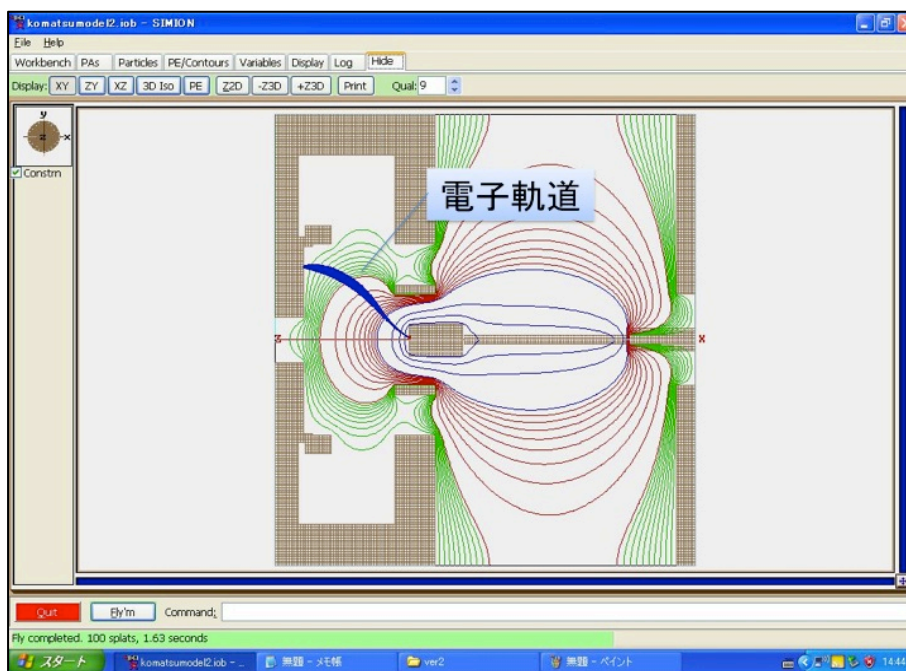 komatsumodel2.iob - SIMION
File Help
Workbench PAs Particles PE/Contours Variables Display Log Hide
Display: XY ZY XZ 3D Iso PE Z2D -Z3D +Z3D Print Qual: 9
y
z x
Constrn
電子軌道
X
Quit Fly'm Command:
Fly completed. 100 splats, 1.63 seconds
スタート komatsumodel2.iob - ... 無題 - メモ帳 ver2 無題 - ペイント 14:44